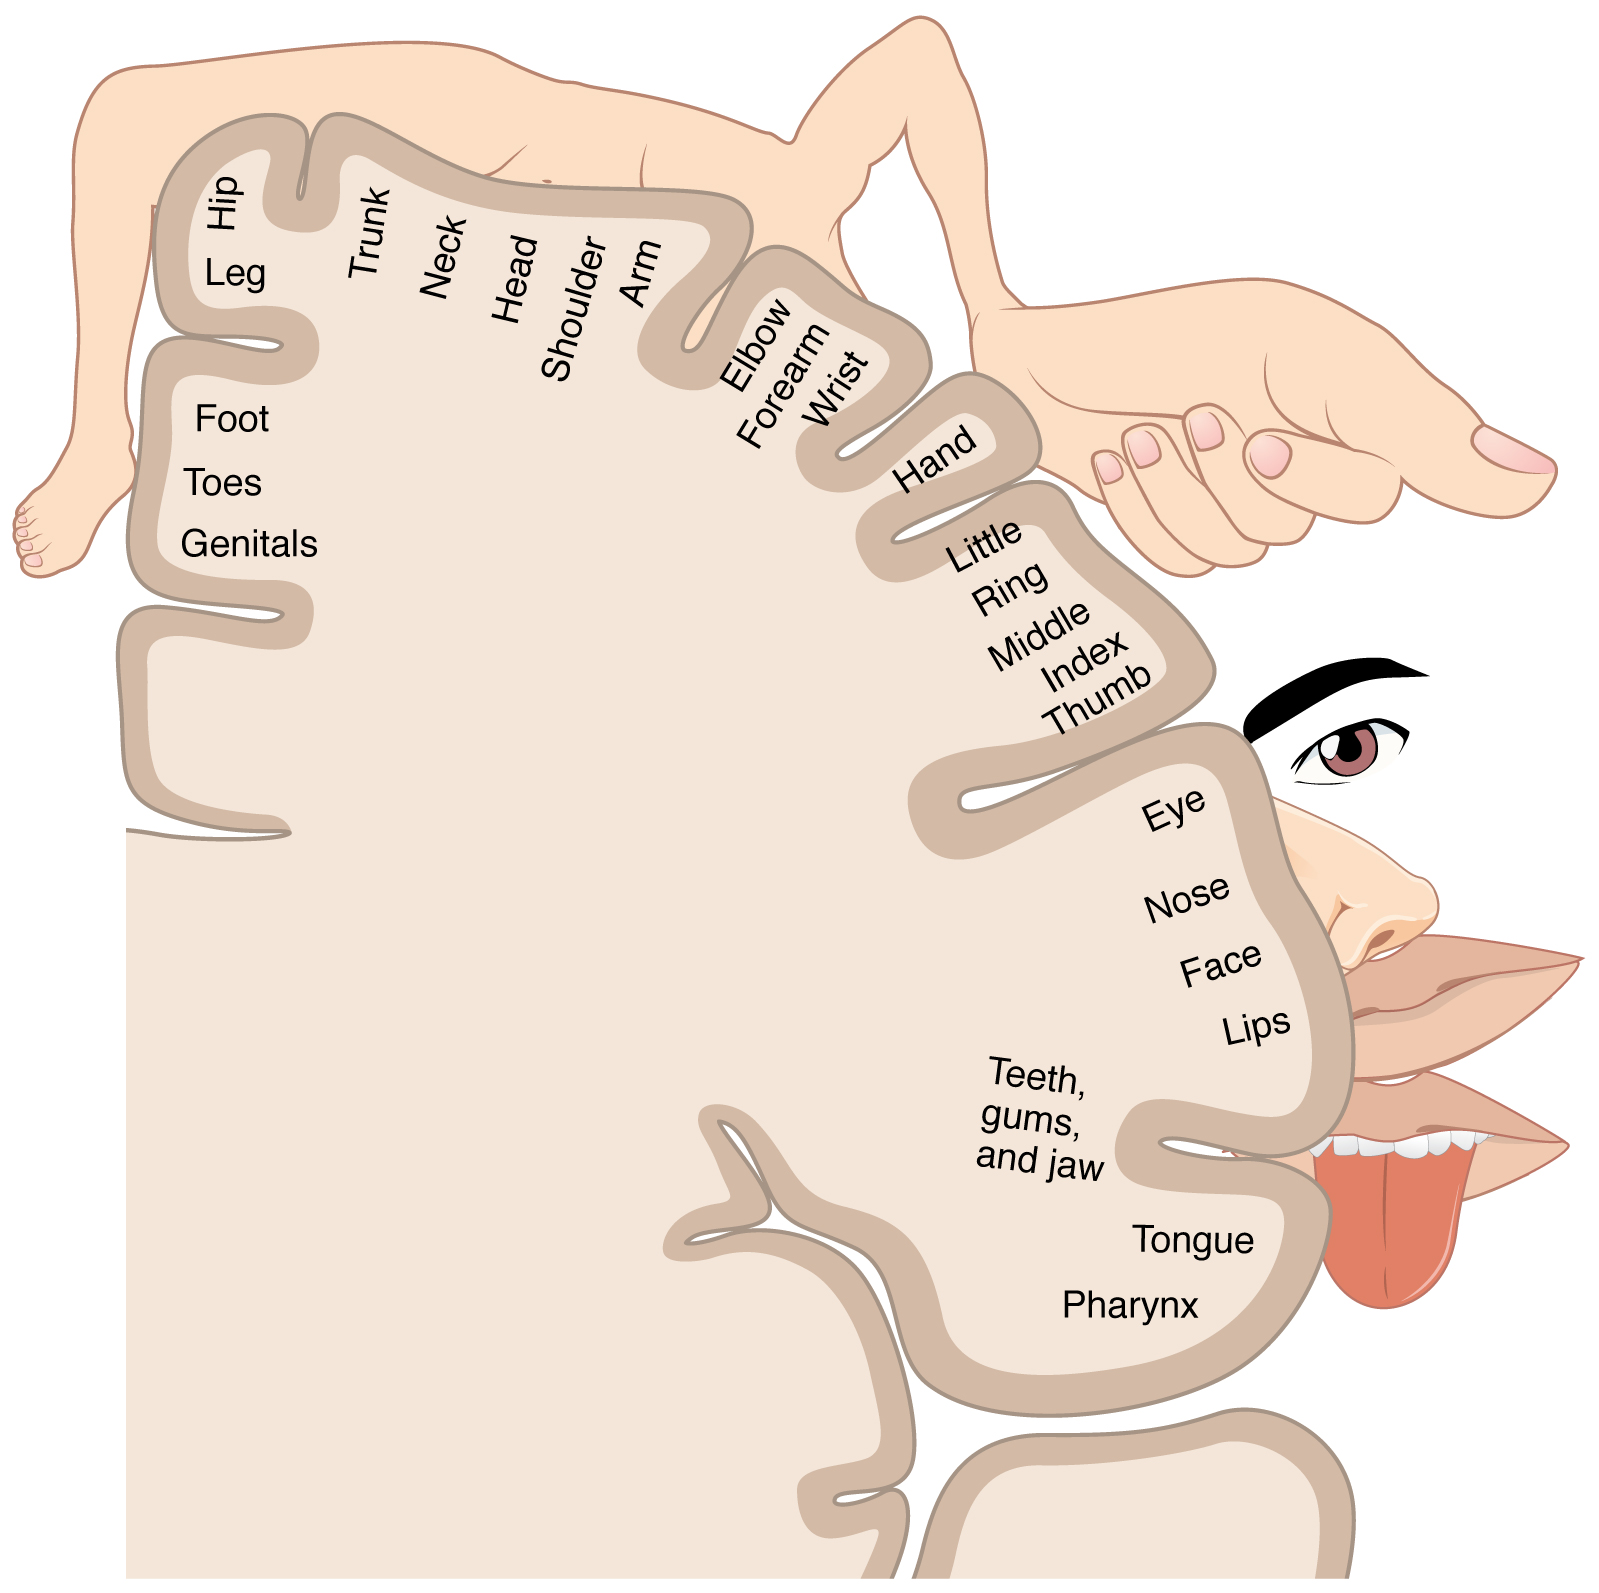 Hip
Leg
Foot
Toes
Genitals
Trunk
Neck
Head
Shoulder
Arm
Elbow
Forearm
Wrist
Hand
Little
Ring
Middle
Index
Thumb
Eye
Nose
Face
Lips
Teeth,
gums,
and jaw
Tongue
Pharynx